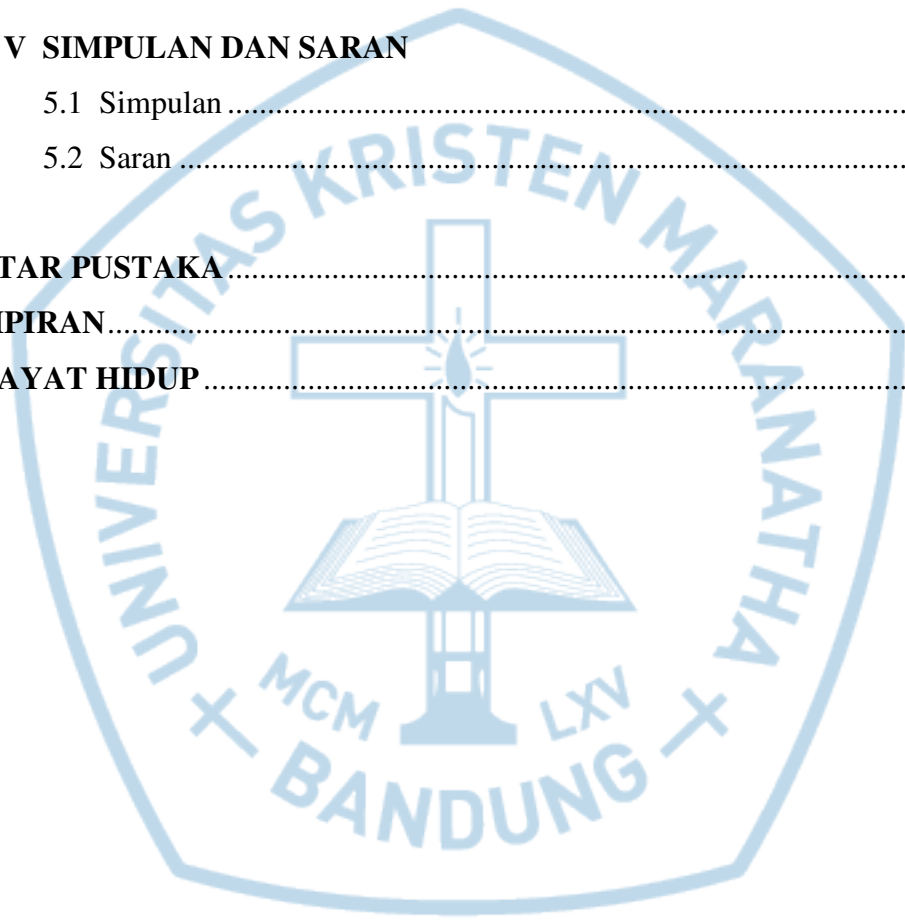 V SIMPULAN DAN SARAN
5.1 Simpulan ........................................................................................
5.2 Saran ..............................................................................................
TAR PUSTAKA ........................................................................................
PIRAN ......................................................................................................
AYAT HIDUP ..........................................................................................
UNIVERSITAS KRISTEN MARANATHA
MCM LXV
BANDUNG